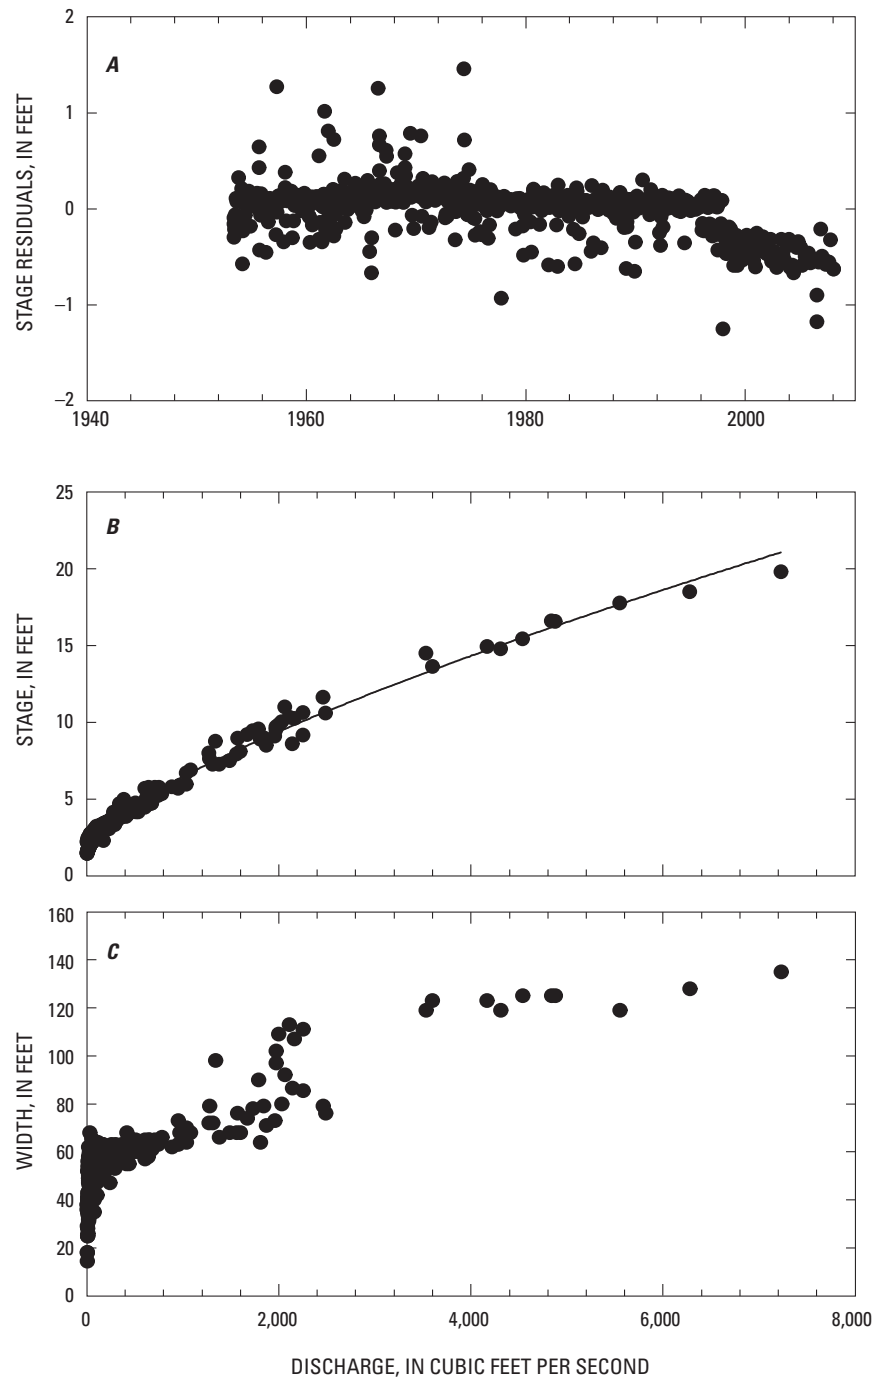 A
STAGE RESIDUALS, IN FEET
2
1
0
–1
–2
1940 1960 1980 2000
B
STAGE, IN FEET
25
20
15
10
5
0
C
WIDTH, IN FEET
160
140
120
100
80
60
40
20
0
0 2,000 4,000 6,000 8,000
DISCHARGE, IN CUBIC FEET PER SECOND